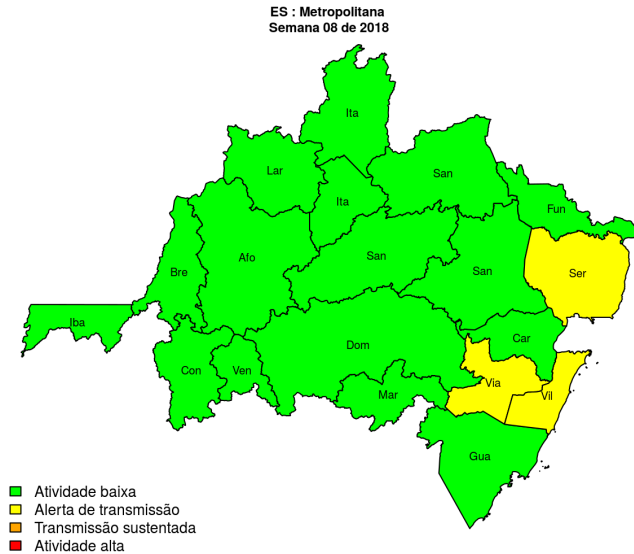 ES : Metropolitana
Semana 08 de 2018
Ita
Lar
San
Ita
Fun
Afo
San
Bre
San
Ser
Iba
Car
Dom
Con
Ven
Via
Mar
Vil
Gua
Atividade baixa
Alerta de transmissão
Transmissão sustentada
Atividade alta